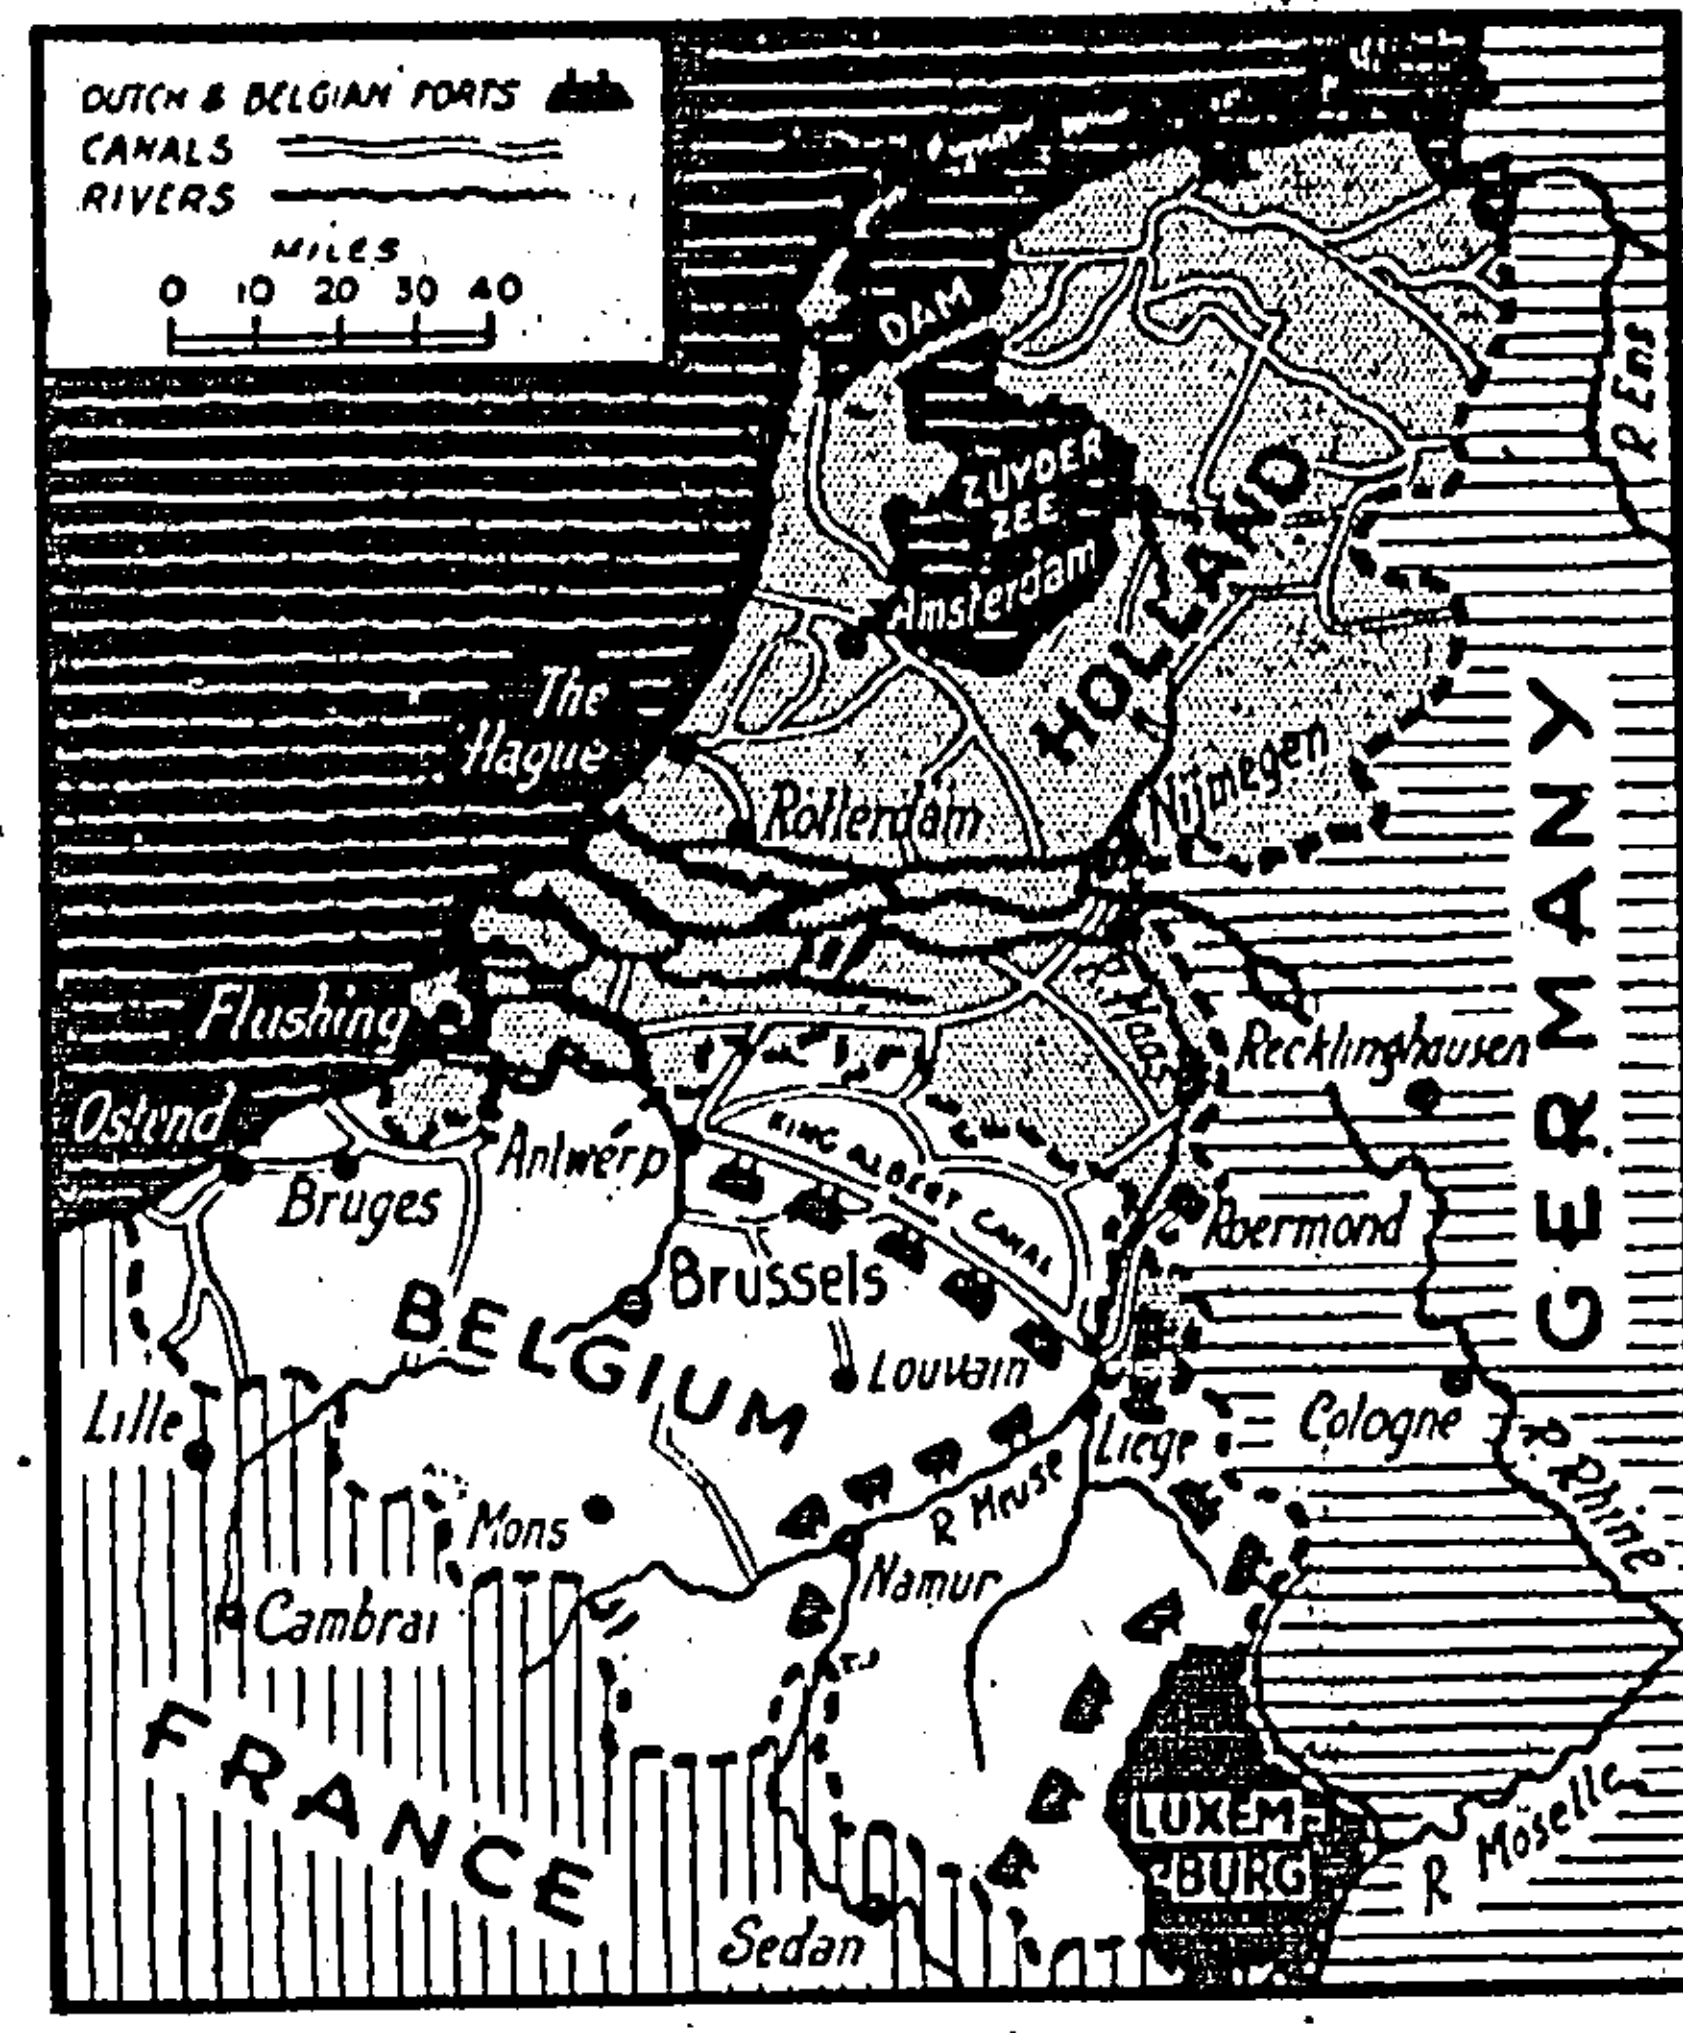 DUTCH & BELGIAN FORTS
CANALS
RIVERS
MILES
0 10 20 30 40
DAM
R Ems
ZUYDER
ZEE
Amsterdam
HOLLAND
The
Hague
Rotterdam
Nijmegen
GERMANY
R Maas
Flushing
Recklinghausen
Ostend
Antwerp
KING ALBERT CANAL
Bruges
Roermond
Brussels
BELGIUM
Louvain
Lille
Liege
Cologne
R. Rhine
R Meuse
Mons
Namur
Cambrai
FRANCE
LUXEM-
BURG
R Moselle
Sedan